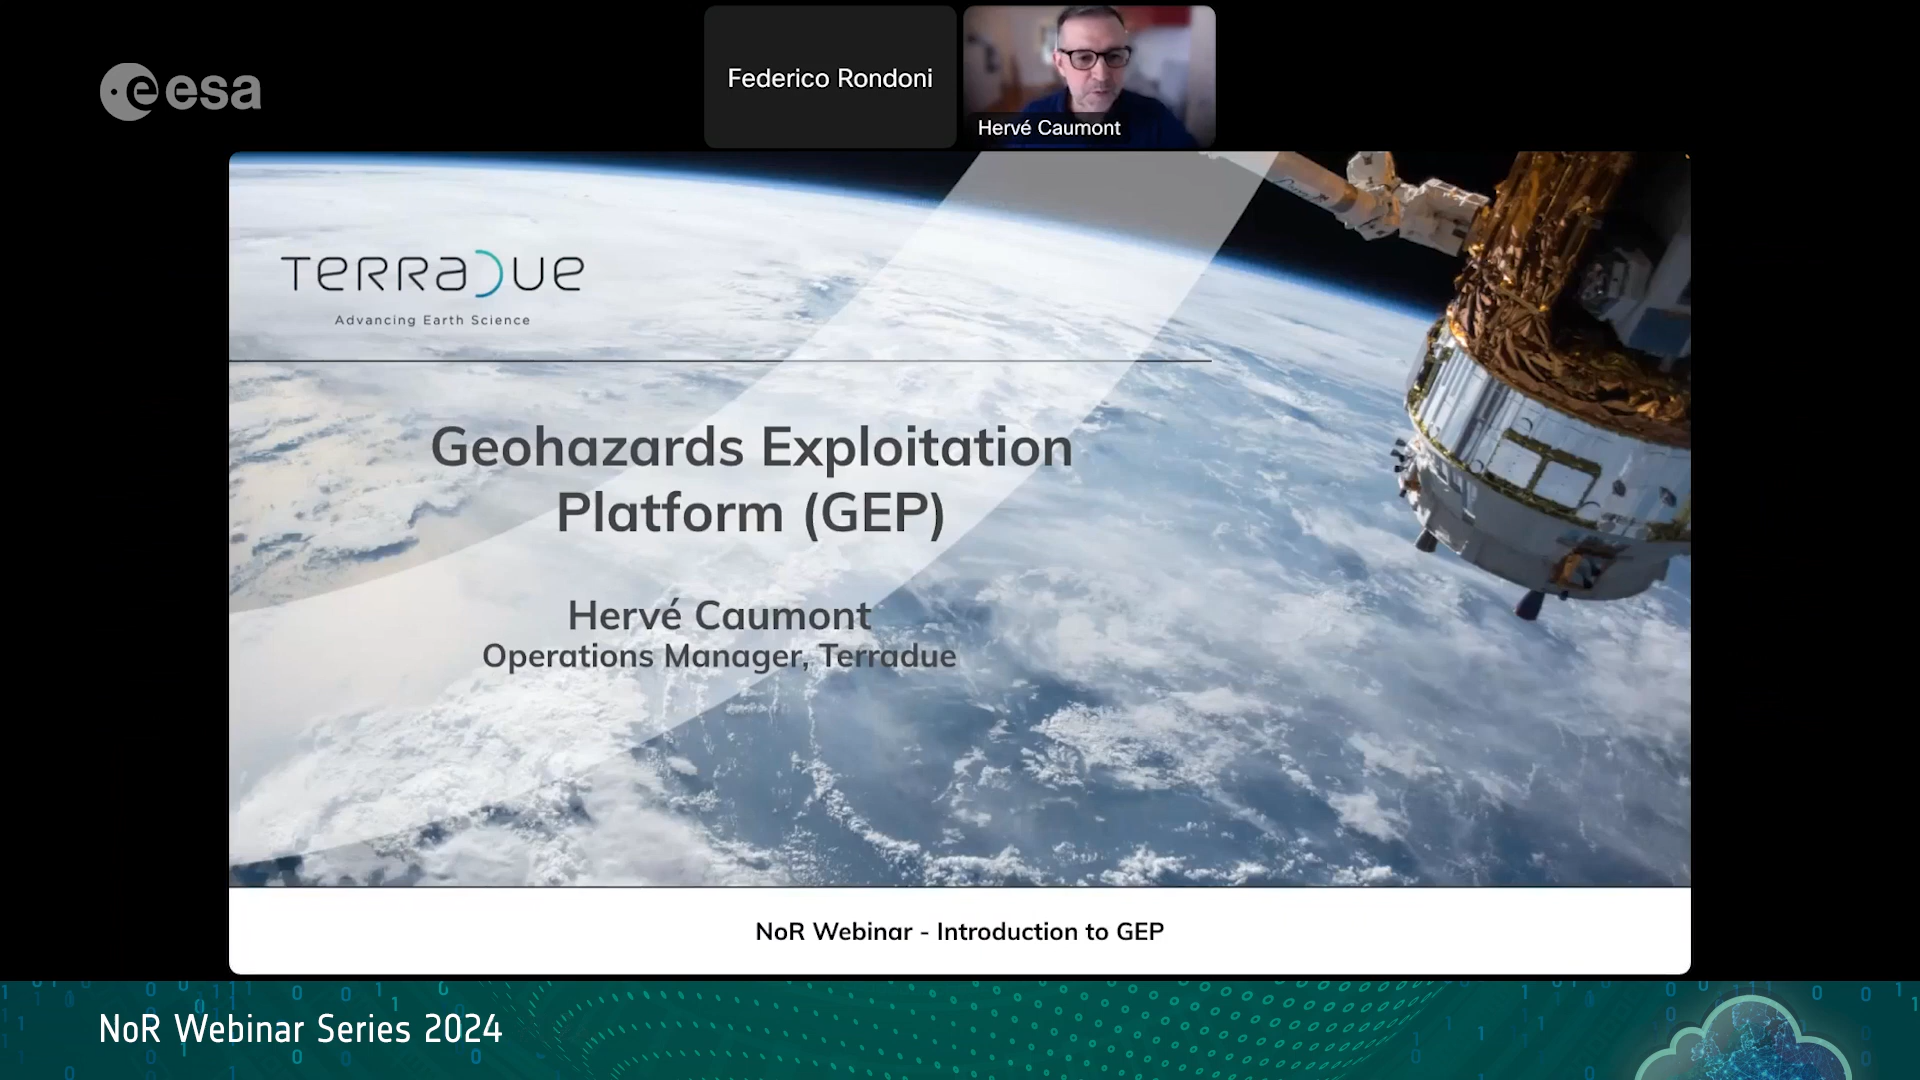 Federico Rondoni
Hervé Caumont
esa
TERRADUE
Advancing Earth Science
Geohazards Exploitation
Platform (GEP)
Hervé Caumont
Operations Manager, Terradue
NoR Webinar - Introduction to GEP
NoR Webinar Series 2024